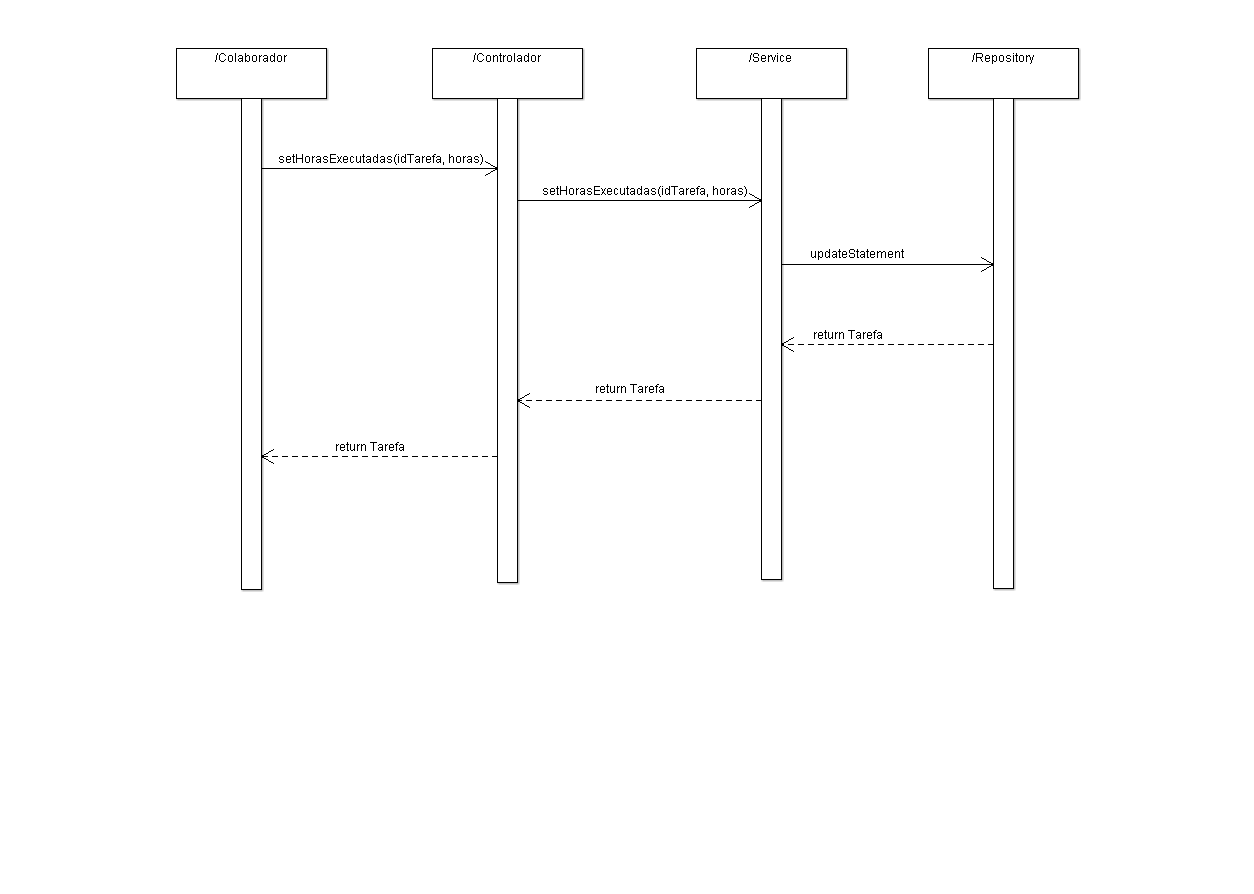 /Colaborador
/Controlador
/Service
/Repository
setHorasExecutadas(idTarefa, horas)
setHorasExecutadas(idTarefa, horas)
updateStatement
return Tarefa
return Tarefa
return Tarefa